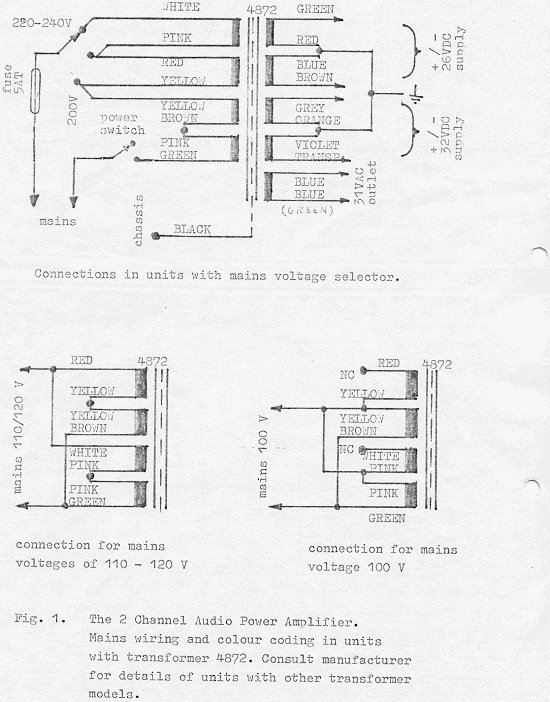 WHITE
4872
GREEN
220-240V
PINK
RED
+/-
26VDC
supply
RED
BLUE
BROWN
fuse
5AT
YELLOW
200V
YELLOW
BROWN
GREY
ORANGE
+/-
32VDC
supply
power
switch
PINK
GREEN
VIOLET
TRANSP.
31VAC
outlet
BLUE
BLUE
(GREEN)
mains
chassis
BLACK
Connections in units with mains voltage selector.
RED
4872
YELLOW
YELLOW
BROWN
mains 110/120 V
WHITE
PINK
PINK
GREEN
connection for mains
voltages of 110 - 120 V
RED
4872
NC
YELLOW
YELLOW
BROWN
mains 100 V
NC
WHITE
PINK
PINK
GREEN
connection for mains
voltage 100 V
Fig. 1. The 2 Channel Audio Power Amplifier.
Mains wiring and colour coding in units
with transformer 4872. Consult manufacturer
for details of units with other transformer
models.